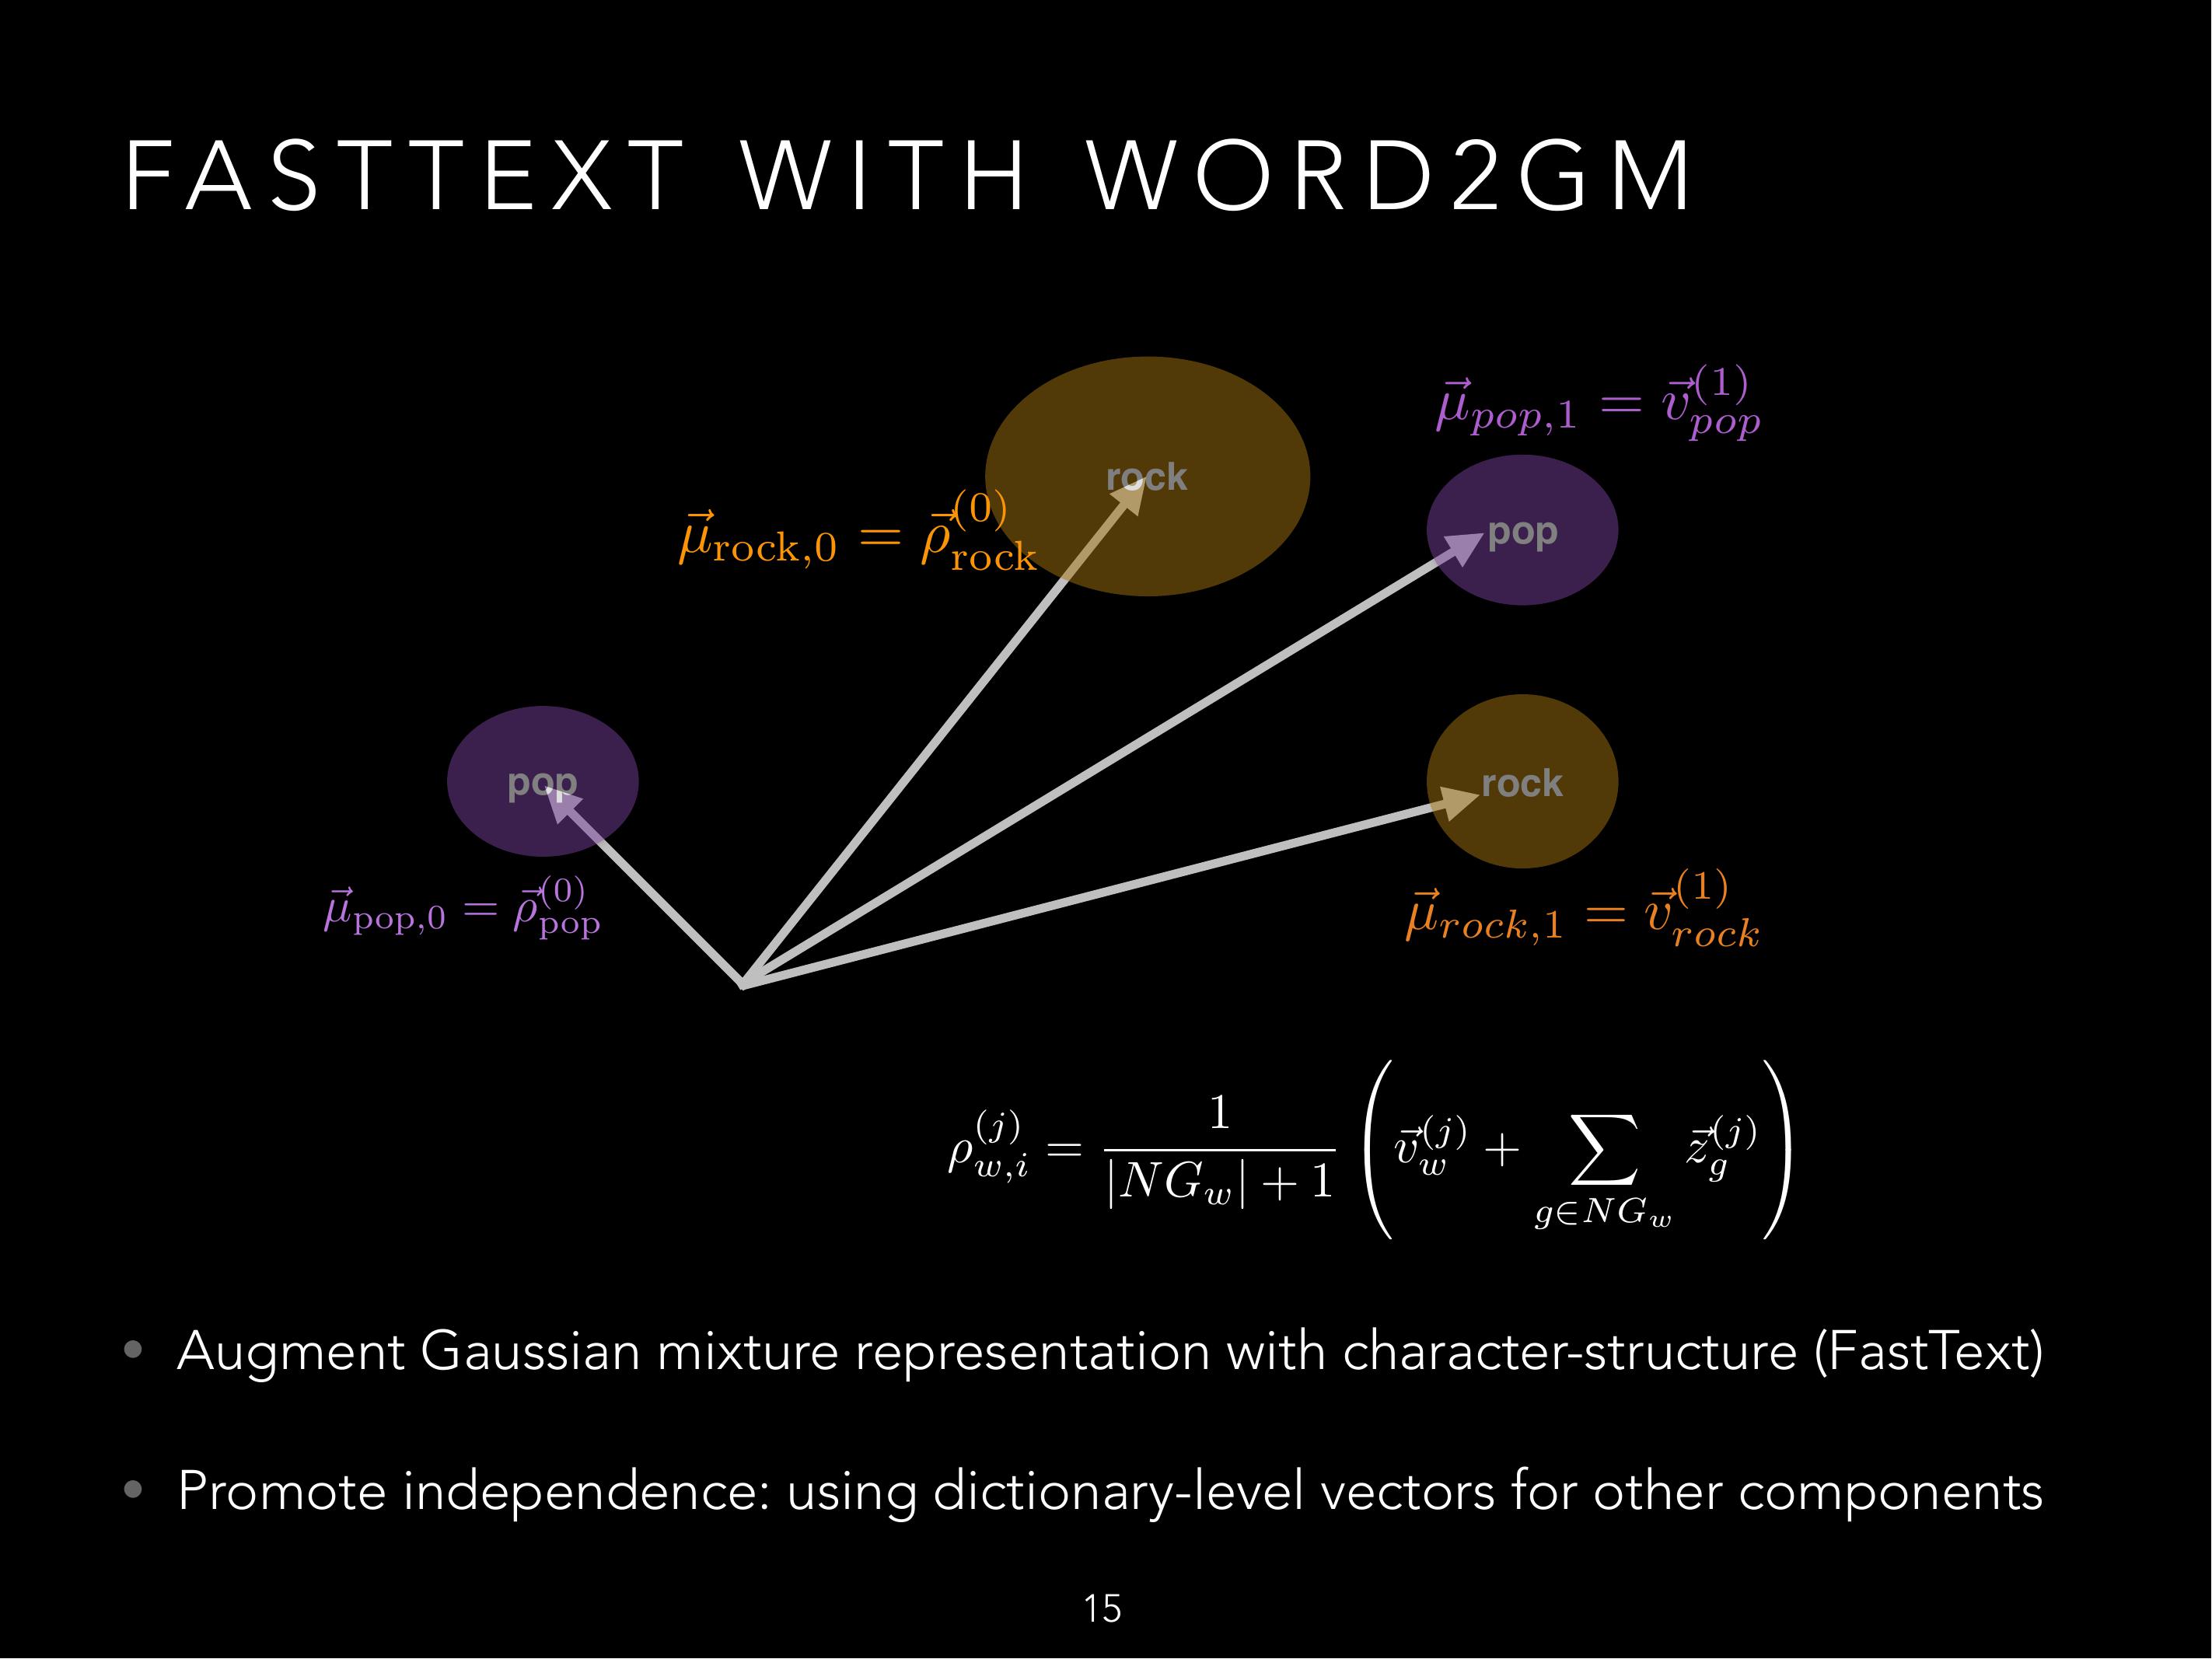 FASTTEXT WITH WORD2GM
rock
$\vec{\mu}_{pop,1} = \vec{v}_{pop}^{(1)}$
$\vec{\mu}_{\text{rock},0} = \vec{\rho}_{\text{rock}}^{(0)}$
pop
pop
rock
$\vec{\mu}_{\text{pop},0} = \vec{\rho}_{\text{pop}}^{(0)}$
$\vec{\mu}_{rock,1} = \vec{v}_{rock}^{(1)}$
$\rho_{w,i}^{(j)} = \frac{1}{|NG_w| + 1} \left( \vec{v}_w^{(j)} + \sum_{g \in NG_w} \vec{z}_g^{(j)} \right)$
• Augment Gaussian mixture representation with character-structure (FastText)
• Promote independence: using dictionary-level vectors for other components
15